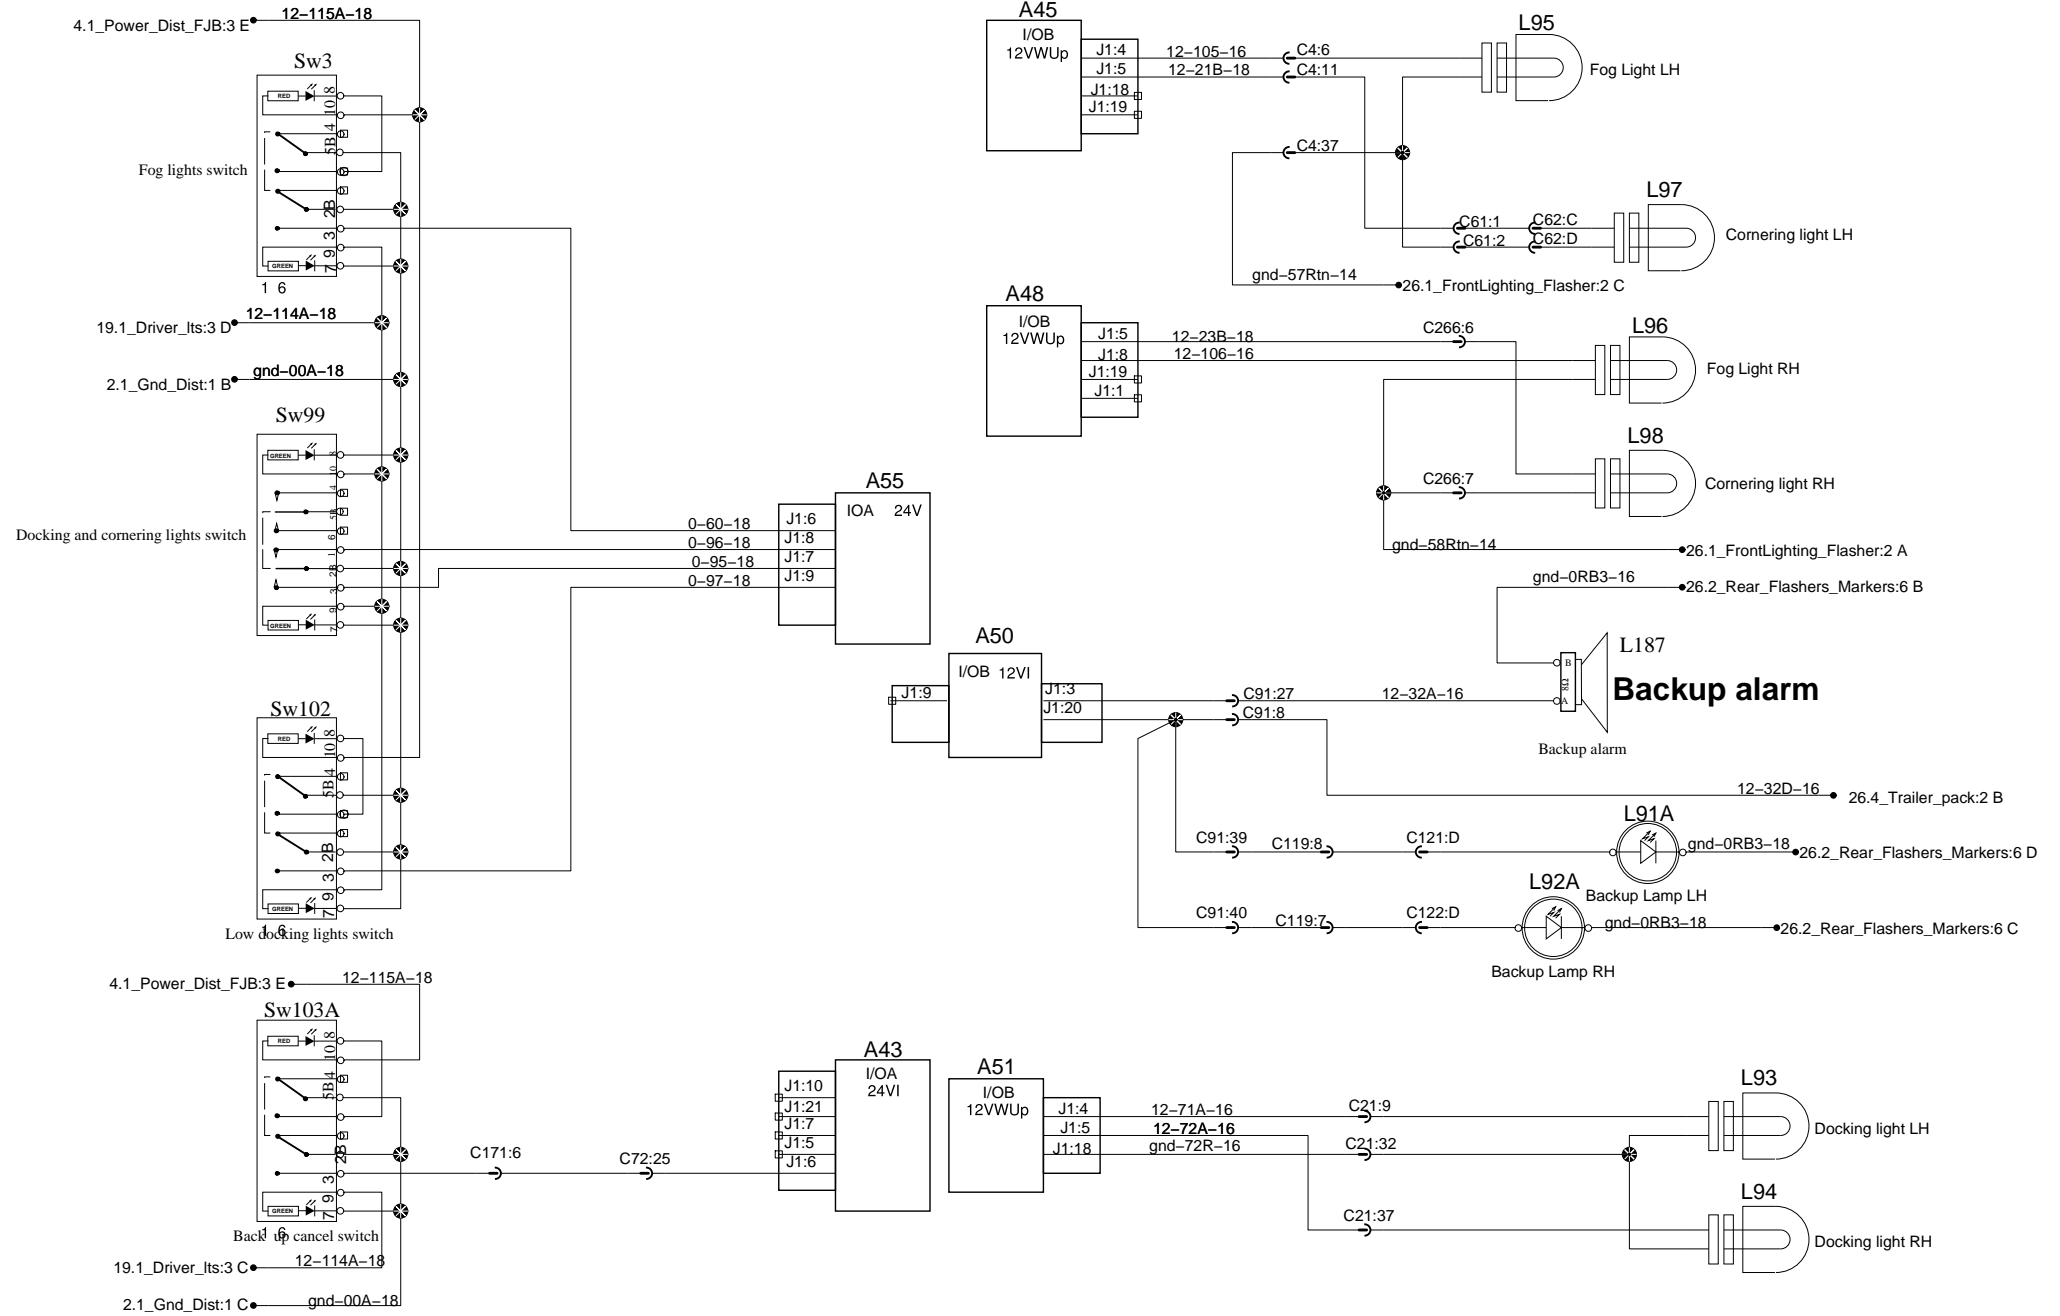 12–115A–18
4.1_Power_Dist_FJB:3 E
Sw3
RED
8
10
4
5B
2B
3
9
GREEN
7
1 6
Fog lights switch
12–114A–18
19.1_Driver_lts:3 D
gnd–00A–18
2.1_Gnd_Dist:1 B
Sw99
GREEN
8
10
4
5B
6
1
2B
3
9
GREEN
7
Docking and cornering lights switch
Sw102
RED
8
10
4
5B
2B
3
9
GREEN
7
1 6
Low docking lights switch
12–115A–18
4.1_Power_Dist_FJB:3 E
Sw103A
RED
8
10
4
5B
2B
3
9
GREEN
7
1 6
Back up cancel switch
12–114A–18
19.1_Driver_lts:3 C
gnd–00A–18
2.1_Gnd_Dist:1 C
A55
IOA 24V
0–60–18
J1:6
0–96–18
J1:8
0–95–18
J1:7
0–97–18
J1:9
C171:6
C72:25
A43
I/OA
24VI
J1:10
J1:21
J1:7
J1:5
J1:6
A45
I/OB
12VWUp
J1:4
12–105–16
C4:6
J1:5
12–21B–18
C4:11
J1:18
J1:19
C4:37
L95
Fog Light LH
L97
C61:1
C62:C
C61:2
C62:D
Cornering light LH
gnd–57Rtn–14
26.1_FrontLighting_Flasher:2 C
A48
I/OB
12VWUp
J1:5
12–23B–18
C266:6
J1:8
12–106–16
J1:19
J1:1
L96
Fog Light RH
L98
C266:7
Cornering light RH
gnd–58Rtn–14
26.1_FrontLighting_Flasher:2 A
gnd–0RB3–16
26.2_Rear_Flashers_Markers:6 B
A50
I/OB 12VI
J1:9
J1:3
J1:20
C91:27
12–32A–16
C91:8
L187
B
8Ω
A
Backup alarm
Backup alarm
12–32D–16
26.4_Trailer_pack:2 B
L91A
C91:39
C119:8
C121:D
gnd–0RB3–18
26.2_Rear_Flashers_Markers:6 D
Backup Lamp LH
L92A
C91:40
C119:7
C122:D
gnd–0RB3–18
26.2_Rear_Flashers_Markers:6 C
Backup Lamp RH
A51
I/OB
12VWUp
J1:4
12–71A–16
C21:9
J1:5
12–72A–16
J1:18
gnd–72R–16
C21:32
L93
Docking light LH
L94
C21:37
Docking light RH